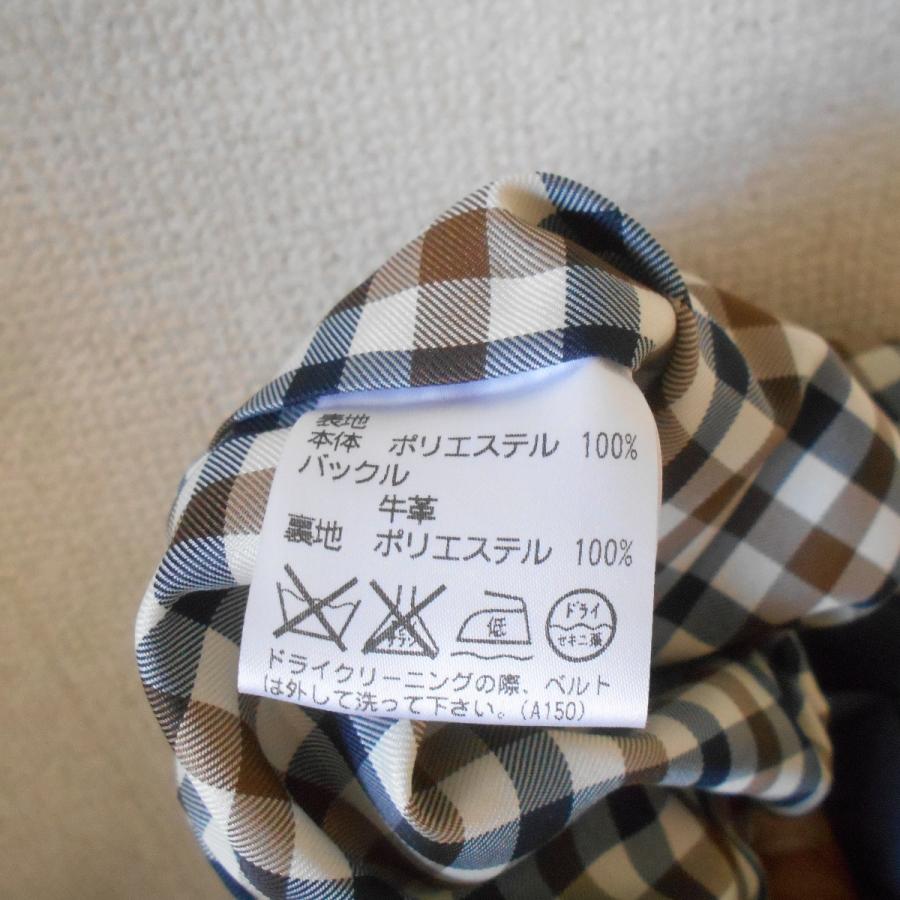 表地
本体 ポリエステル 100%
バックル
牛革
裏地 ポリエステル 100%
低
ドライ
セキユ系
ドライクリーニングの際、ベルト
は外して洗って下さい。(A150)